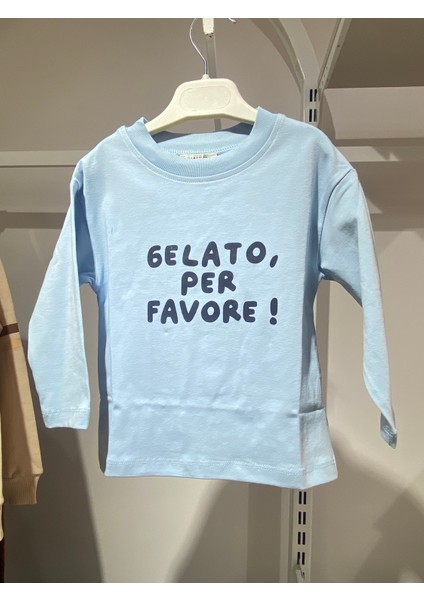 GELATO,
PER
FAVORE !